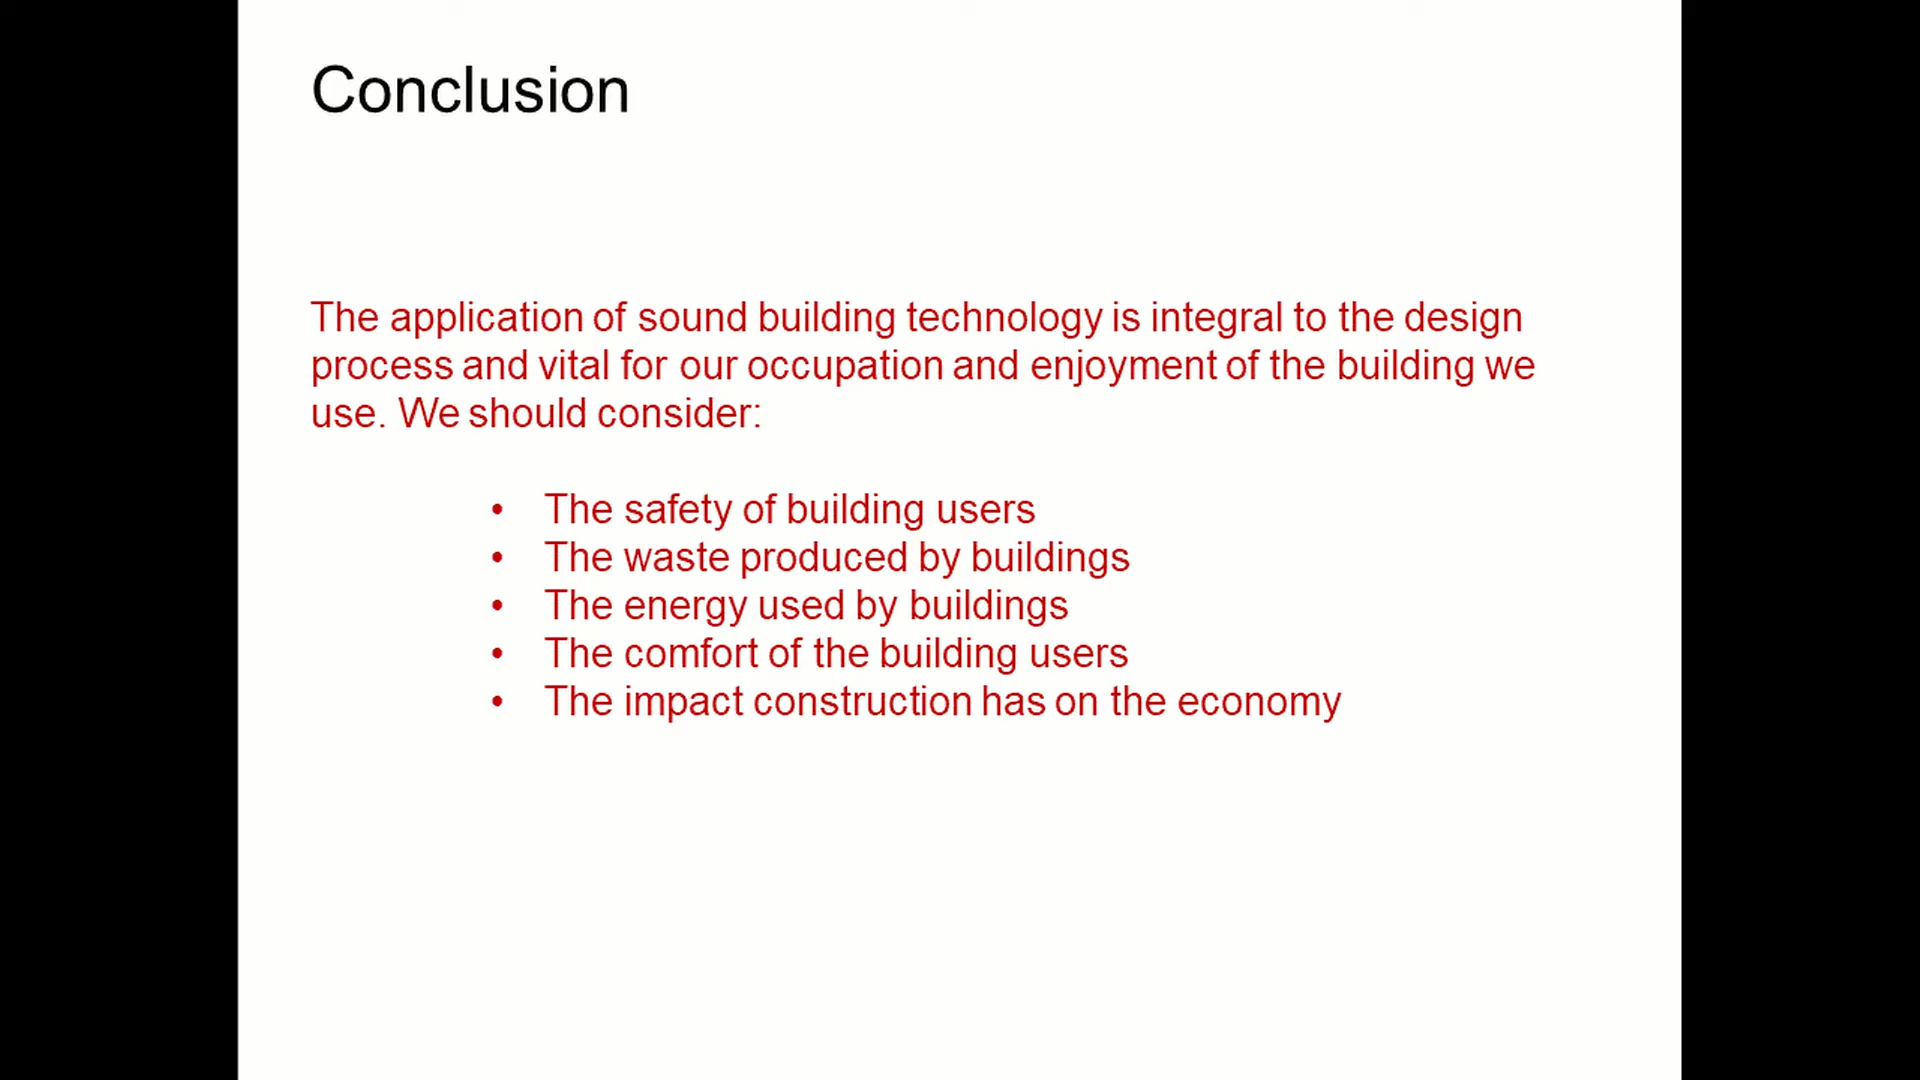 Conclusion
The application of sound building technology is integral to the design
process and vital for our occupation and enjoyment of the building we
use. We should consider:
• The safety of building users
• The waste produced by buildings
• The energy used by buildings
• The comfort of the building users
• The impact construction has on the economy